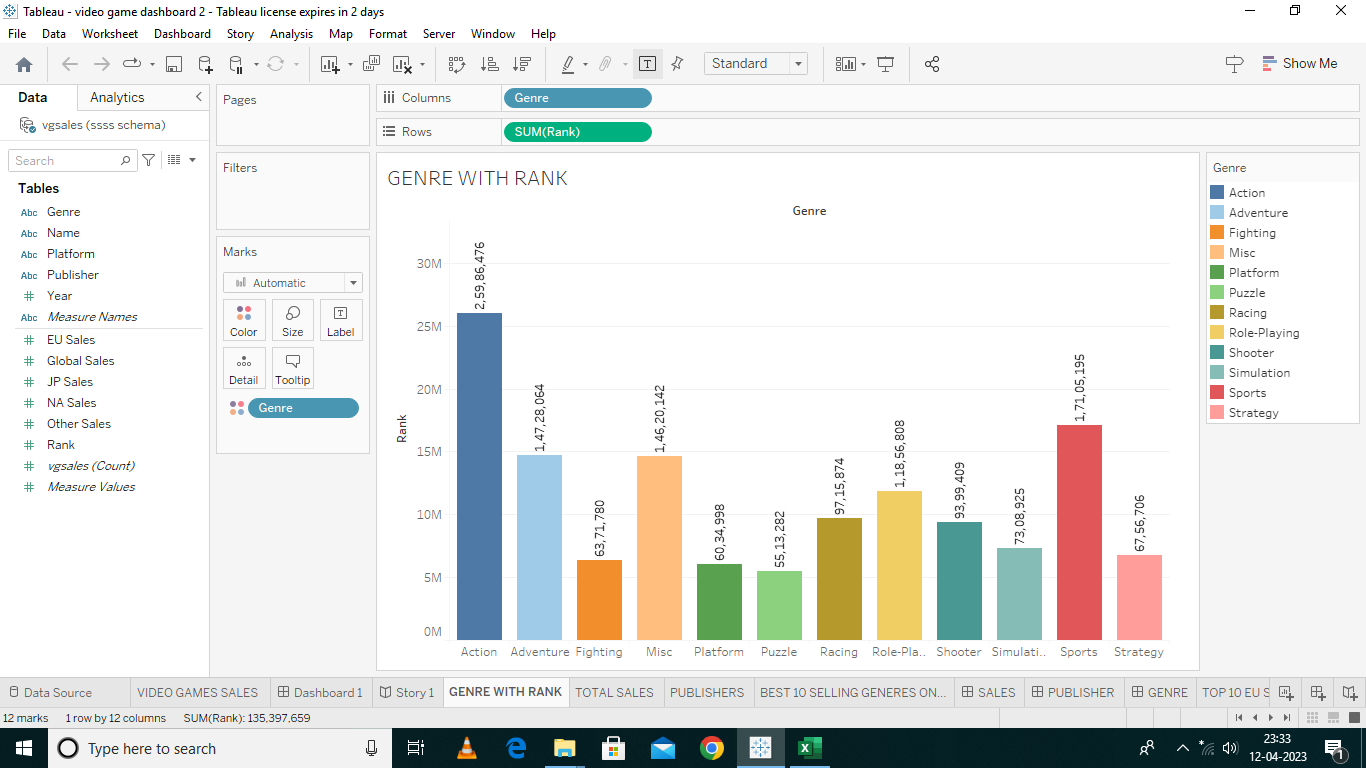 Tableau - video game dashboard 2 - Tableau license expires in 2 days
File Data Worksheet Dashboard Story Analysis Map Format Server Window Help
Standard
Show Me
Data Analytics
vgsales (ssss schema)
Search
Tables
Abc Genre
Abc Name
Abc Platform
Abc Publisher
# Year
Abc Measure Names
# EU Sales
# Global Sales
# JP Sales
# NA Sales
# Other Sales
# Rank
# vgsales (Count)
# Measure Values
Pages
Filters
Marks
Automatic
Color Size Label
Detail Tooltip
Genre
Columns Genre
Rows SUM(Rank)
GENRE WITH RANK
Genre
Rank
30M
25M
20M
15M
10M
5M
0M
2,59,86,476
1,47,28,064
63,71,780
1,46,20,142
60,34,998
55,13,282
97,15,874
1,18,56,808
93,99,409
73,08,925
1,71,05,195
67,56,706
Action Adventure Fighting Misc Platform Puzzle Racing Role-Pla.. Shooter Simulati.. Sports Strategy
Genre
Action
Adventure
Fighting
Misc
Platform
Puzzle
Racing
Role-Playing
Shooter
Simulation
Sports
Strategy
Data Source VIDEO GAMES SALES Dashboard 1 Story 1 GENRE WITH RANK TOTAL SALES PUBLISHERS BEST 10 SELLING GENERES ON... SALES PUBLISHER GENRE TOP 10 EU S
12 marks 1 row by 12 columns SUM(Rank): 135,397,659
Type here to search
23:33
12-04-2023
1